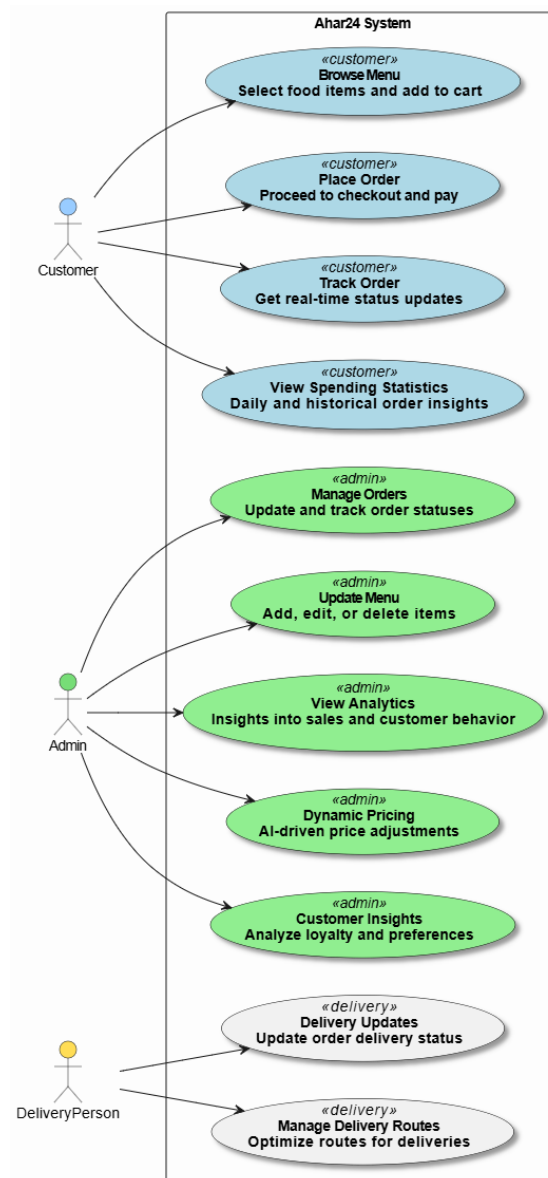 Ahar24 System
«customer»
Browse Menu
Select food items and add to cart
«customer»
Place Order
Proceed to checkout and pay
Customer
«customer»
Track Order
Get real-time status updates
«customer»
View Spending Statistics
Daily and historical order insights
«admin»
Manage Orders
Update and track order statuses
«admin»
Update Menu
Add, edit, or delete items
Admin
«admin»
View Analytics
Insights into sales and customer behavior
«admin»
Dynamic Pricing
AI-driven price adjustments
«admin»
Customer Insights
Analyze loyalty and preferences
«delivery»
Delivery Updates
Update order delivery status
DeliveryPerson
«delivery»
Manage Delivery Routes
Optimize routes for deliveries